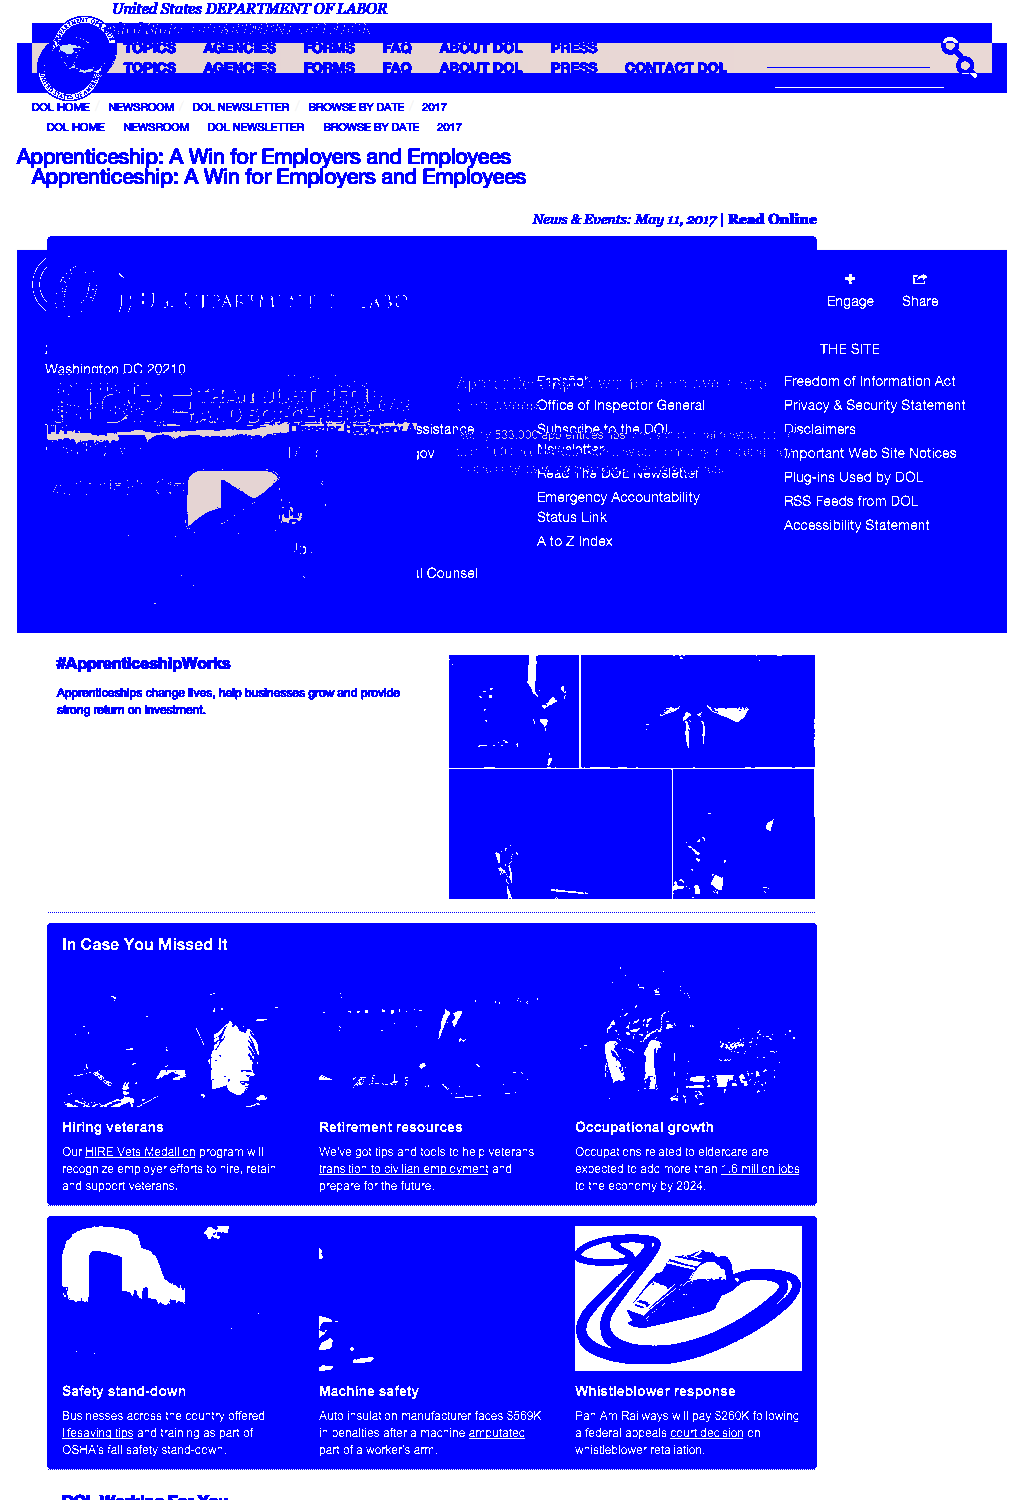 United States DEPARTMENT OF LABOR
TOPICS AGENCIES FORMS FAQ ABOUT DOL PRESS
TOPICS AGENCIES FORMS FAQ ABOUT DOL PRESS CONTACT DOL
DOL HOME NEWSROOM DOL NEWSLETTER BROWSE BY DATE 2017
DOL HOME NEWSROOM DOL NEWSLETTER BROWSE BY DATE 2017
Apprenticeship: A Win for Employers and Employees
Apprenticeship: A Win for Employers and Employees
News & Events: May 11, 2017 | Read Online
Engage Share
THE SITE
Washington DC 20210
Español
Office of Inspector General
Subscribe to the DOL
Newsletter
Read The DOL Newsletter
Emergency Accountability
Status Link
A to Z Index
Freedom of Information Act
Privacy & Security Statement
Disclaimers
Important Web Site Notices
Plug-ins Used by DOL
RSS Feeds from DOL
Accessibility Statement
gov
Counsel
#ApprenticeshipWorks
Apprenticeships change lives, help businesses grow and provide
strong return on investment.
In Case You Missed It
Hiring veterans
Our HIRE Vets Medallion program will
recognize employer efforts to hire, retain
and support veterans.
Retirement resources
We've got tips and tools to help veterans
transition to civilian employment and
prepare for the future.
Occupational growth
Occupations related to eldercare are
expected to add more than 1.6 million jobs
to the economy by 2024.
Safety stand-down
Businesses across the country offered
lifesaving tips and training as part of
OSHA's fall safety stand-down.
Machine safety
Auto insulation manufacturer faces $569K
in penalties after a machine amputated
part of a worker's arm.
Whistleblower response
Pan Am Railways will pay $260K following
a federal appeals court decision on
whistleblower retaliation.
DOL Working For You